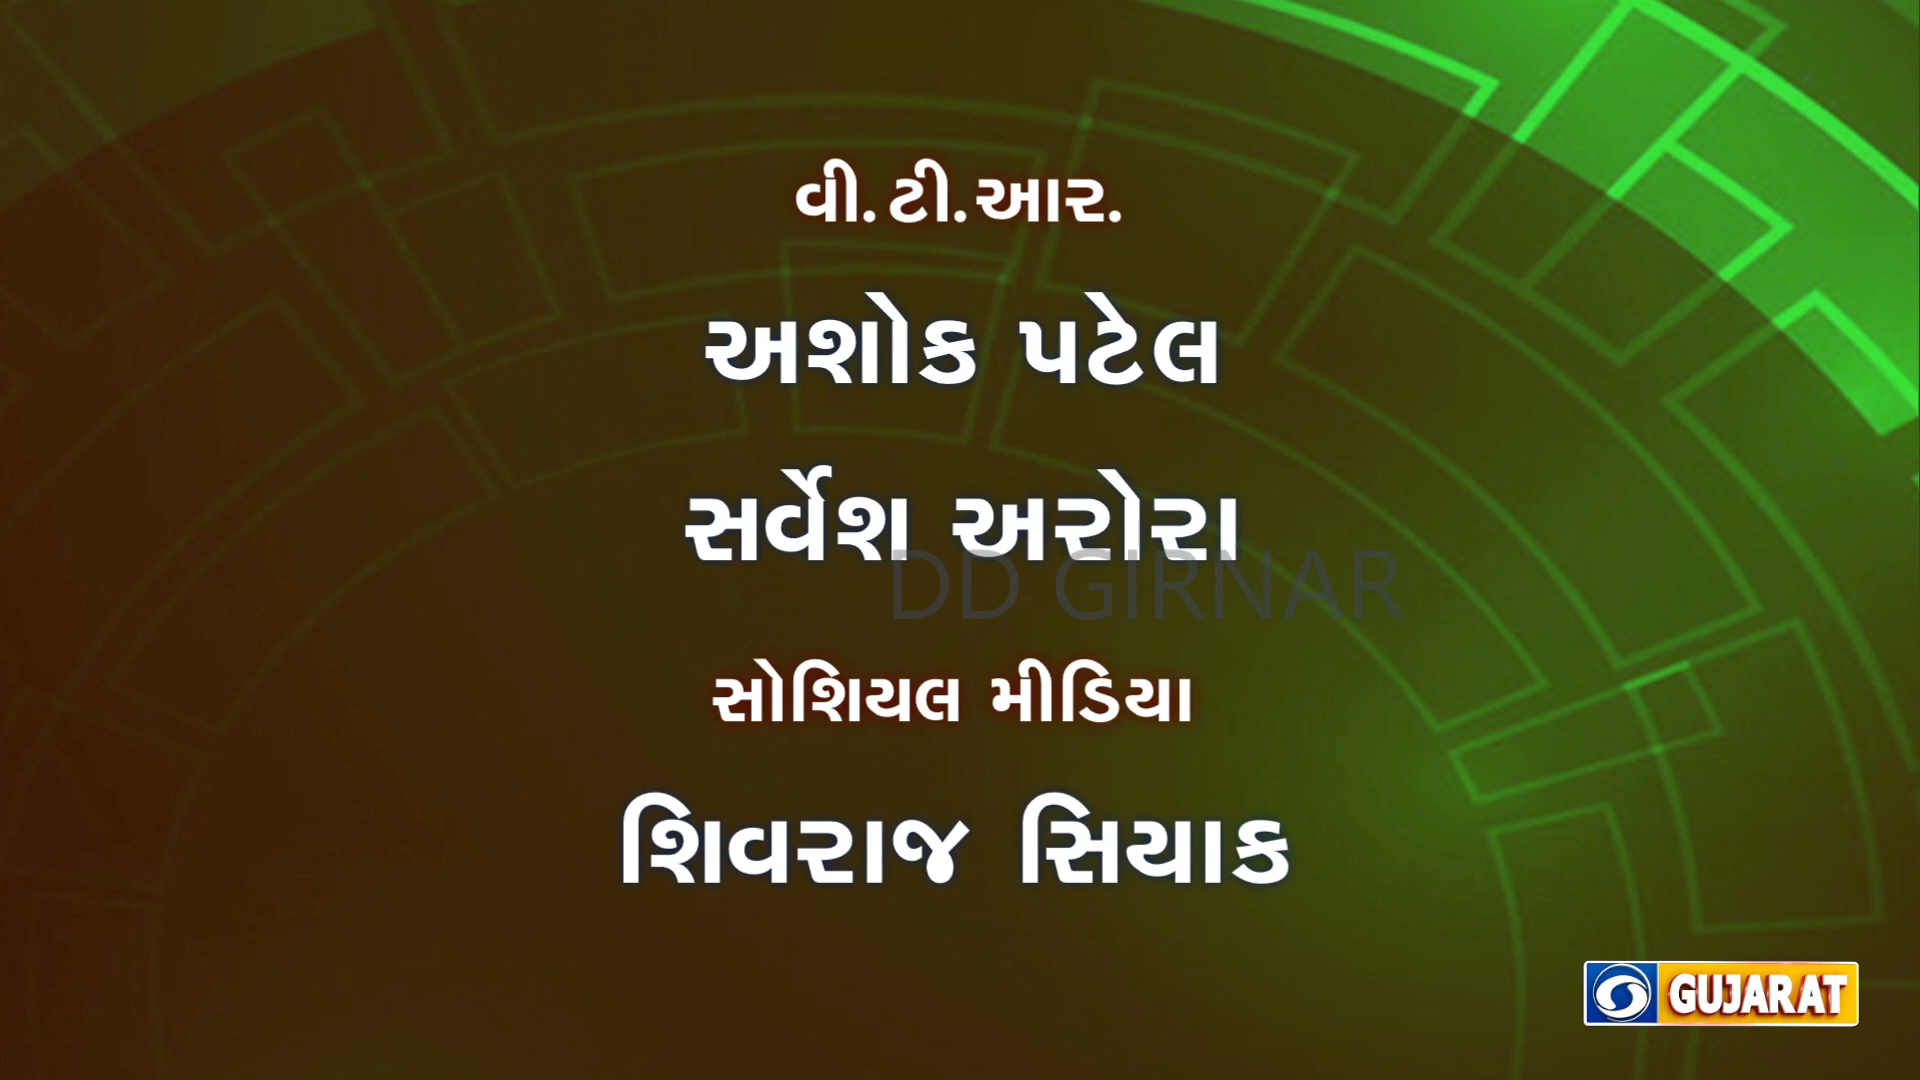 વી. ટી. આર.
અશોક પટેલ
સર્વેશ અરોરા
DD GIRNAR
સોશિયલ મીડિયા
શિવરાજ સિયાક
GUJARAT